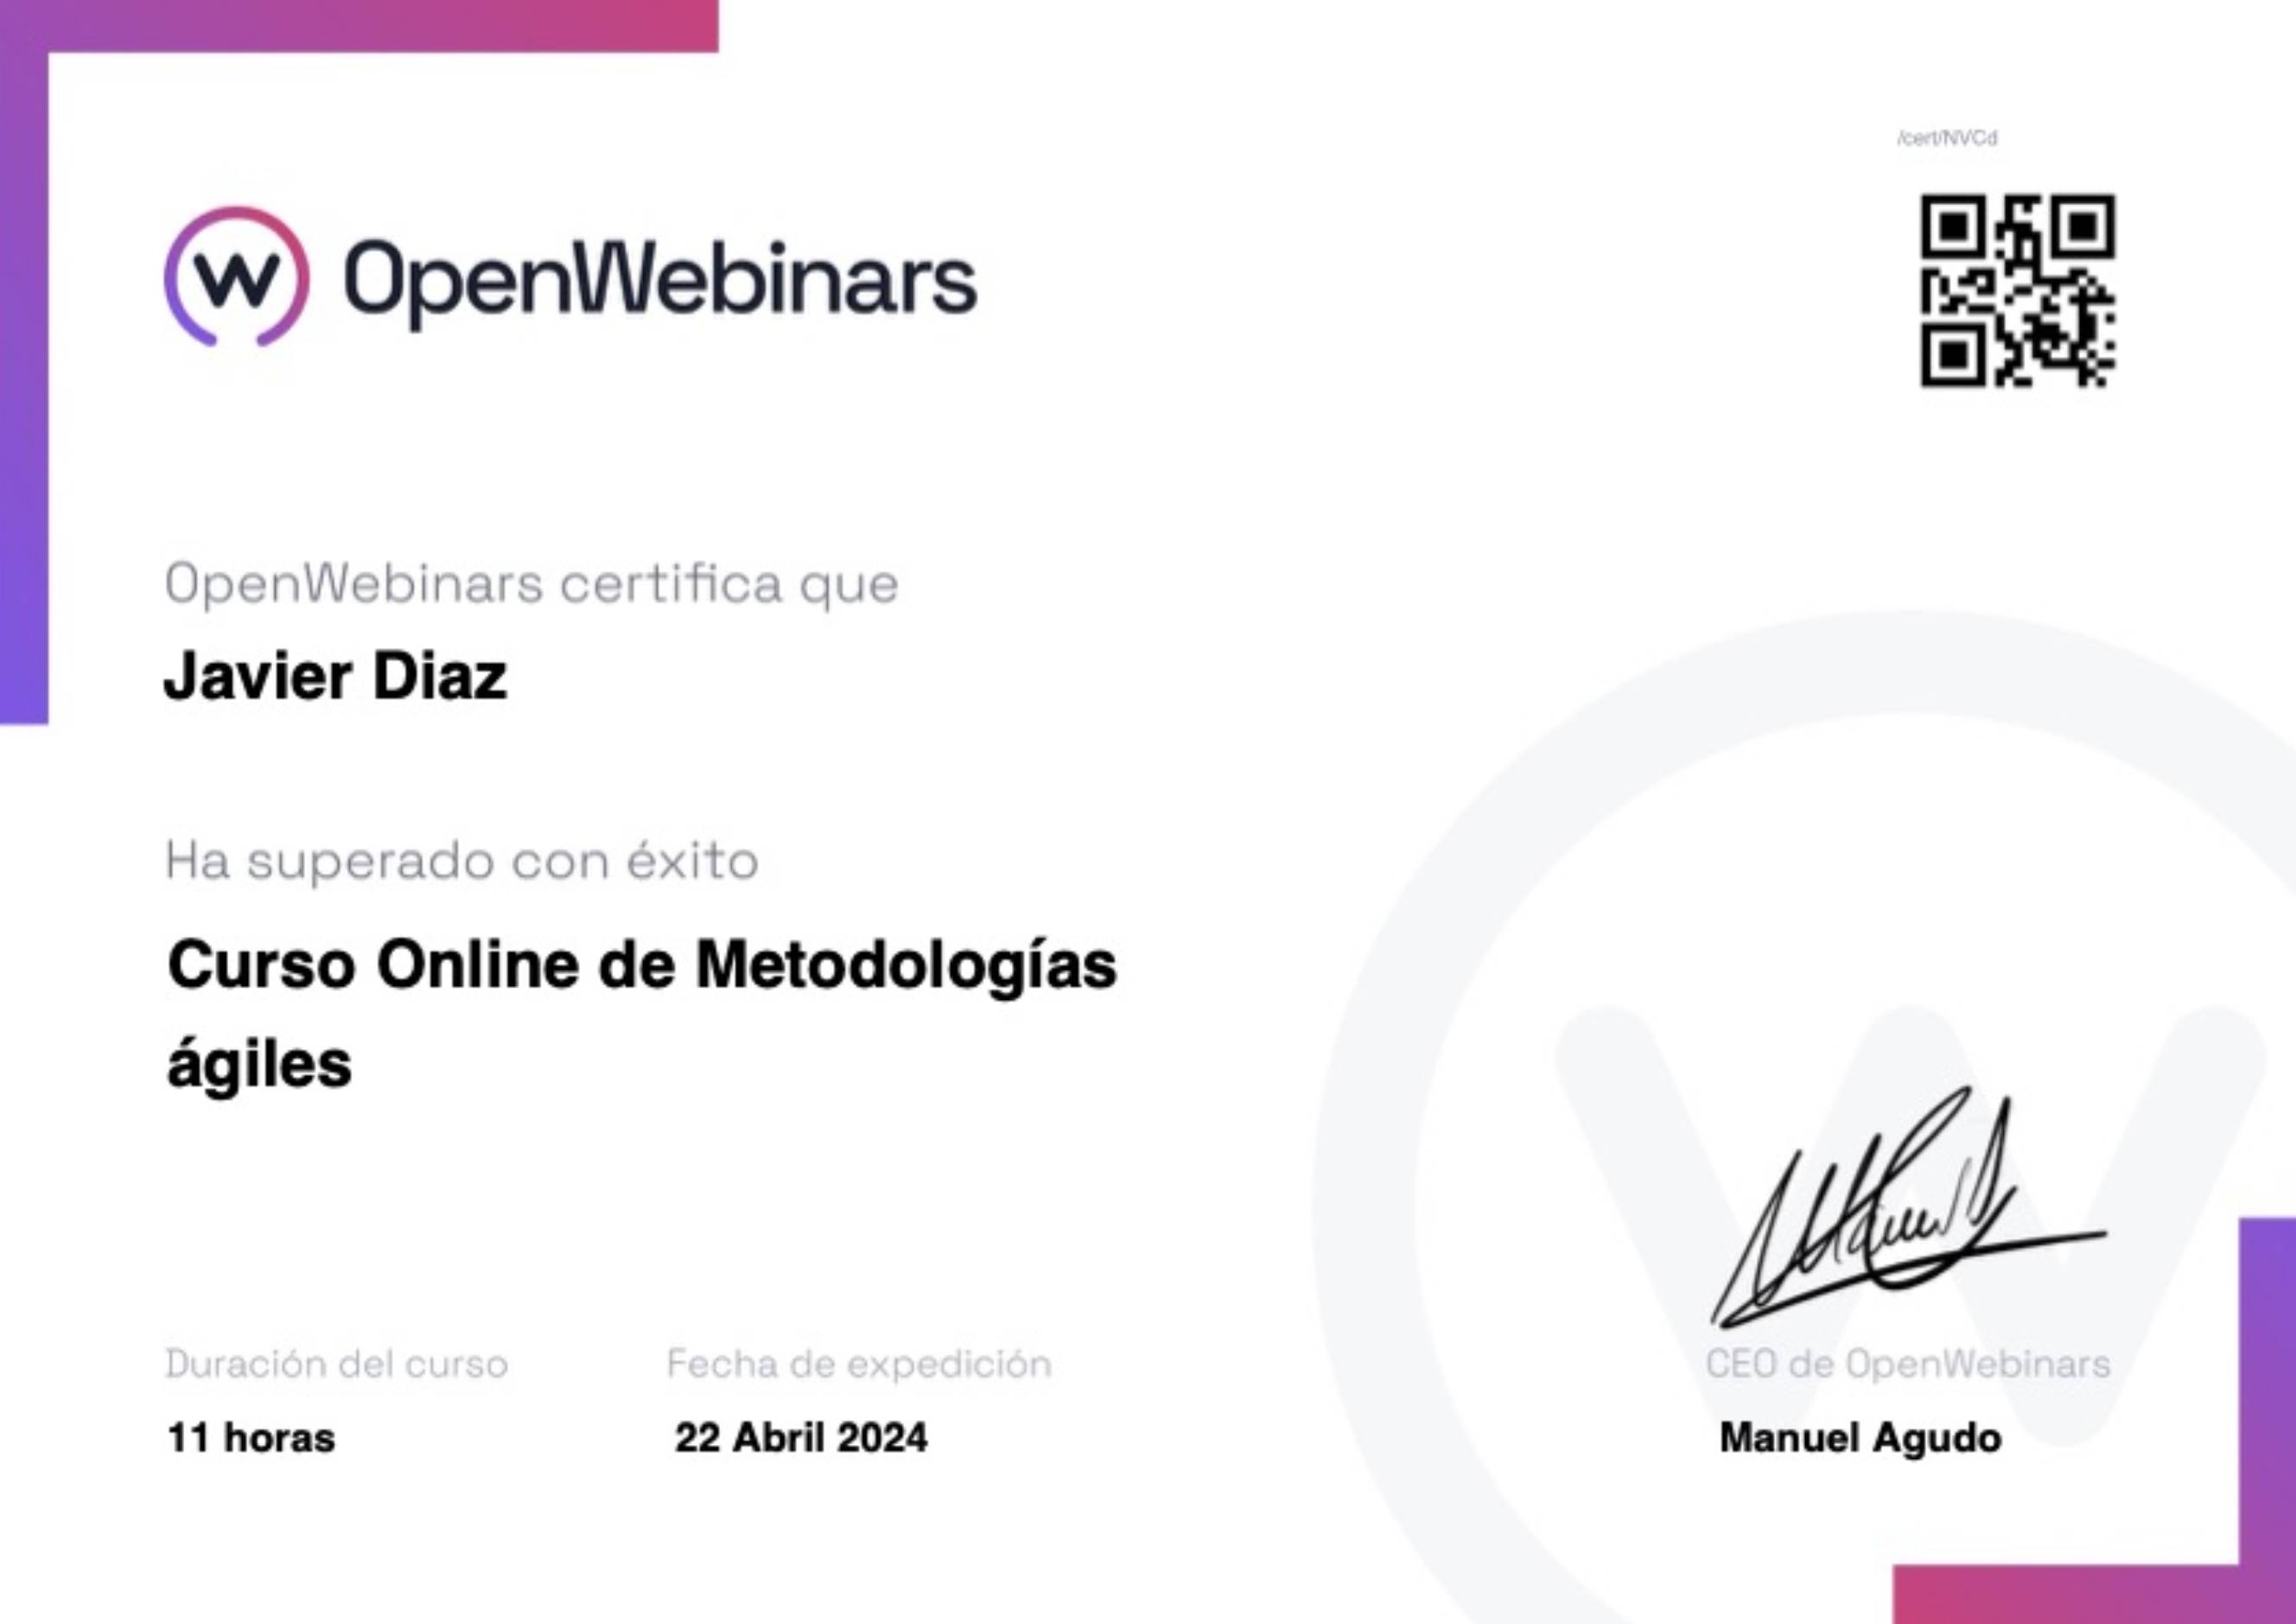 /cert/NVCd
OpenWebinars
OpenWebinars certifica que
Javier Diaz
Ha superado con éxito
Curso Online de Metodologías
ágiles
Duración del curso
11 horas
Fecha de expedición
22 Abril 2024
CEO de OpenWebinars
Manuel Agudo